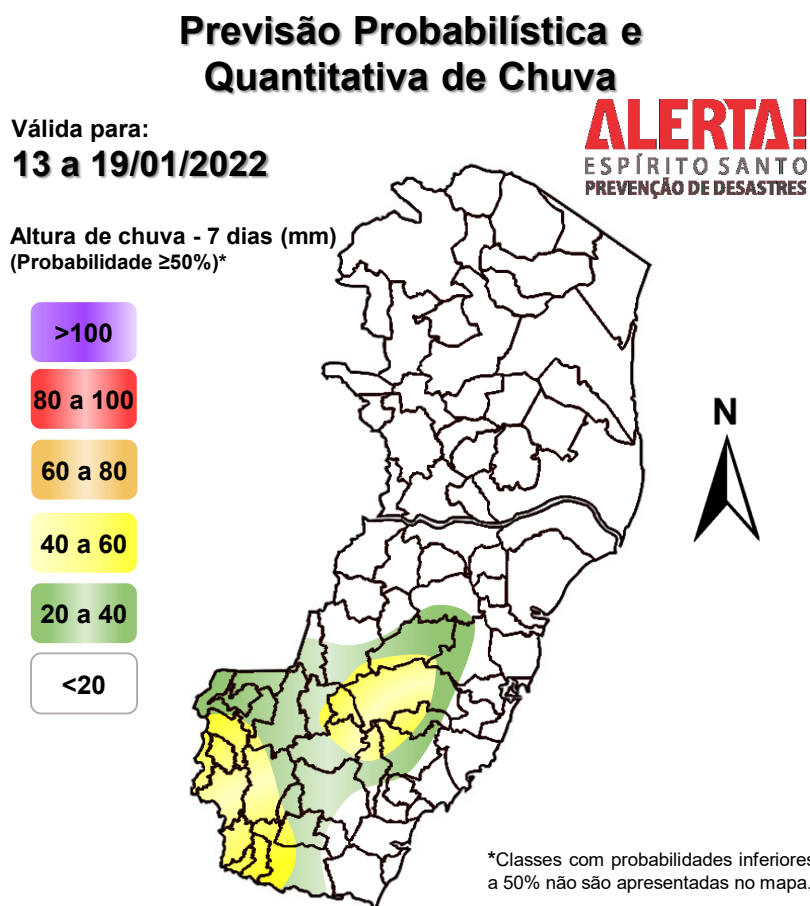 Previsão Probabilística e
Quantitativa de Chuva
Válida para:
13 a 19/01/2022
ALERTA!
ESPÍRITO SANTO
PREVENÇÃO DE DESASTRES
Altura de chuva - 7 dias (mm)
(Probabilidade ≥50%)*
>100
80 a 100
60 a 80
40 a 60
20 a 40
<20
N
*Classes com probabilidades inferiores
a 50% não são apresentadas no mapa.